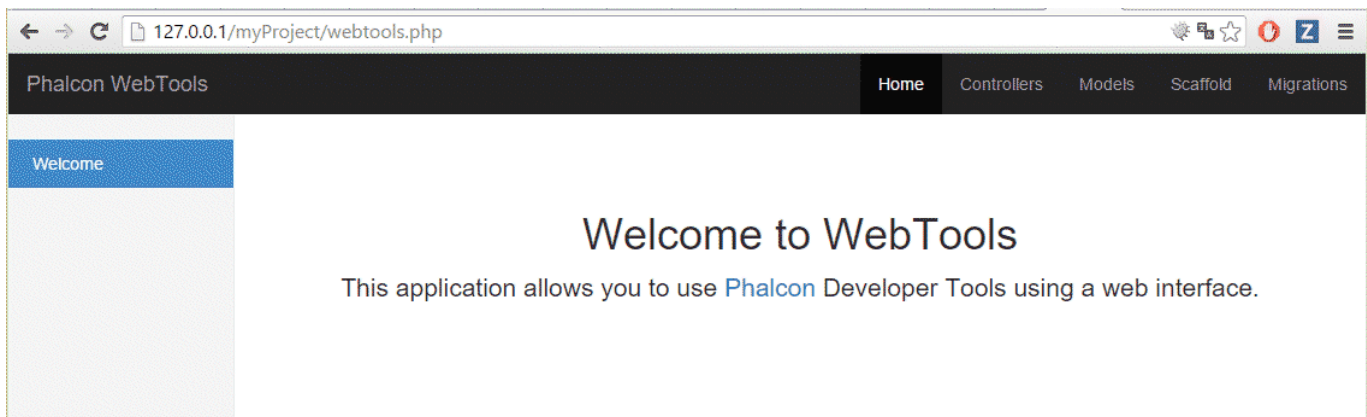 127.0.0.1/myProject/webtools.php
Z
Phalcon WebTools Home Controllers Models Scaffold Migrations
Welcome
Welcome to WebTools
This application allows you to use Phalcon Developer Tools using a web interface.